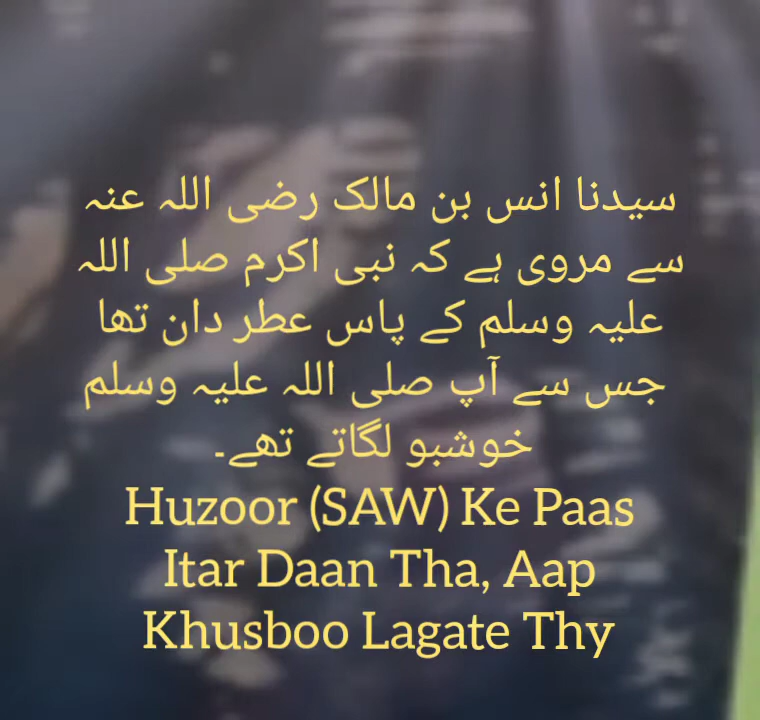 سیدنا انس بن مالک رضی اللہ عنہ
سے مروی ہے کہ نبی اکرم صلی اللہ
علیہ وسلم کے پاس عطر دان تھا
جس سے آپ صلی اللہ علیہ وسلم
خوشبو لگاتے تھے۔
Huzoor (SAW) Ke Paas
Itar Daan Tha, Aap
Khusboo Lagate Thy